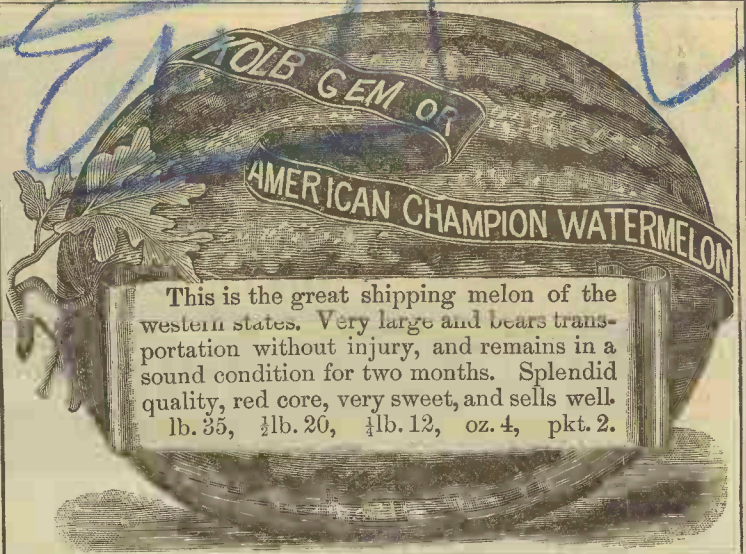 KOLB GEM OR
AMERICAN CHAMPION WATERMELON
This is the great shipping melon of the
western states. Very large and bears trans-
portation without injury, and remains in a
sound condition for two months. Splendid
quality, red core, very sweet, and sells well.
lb. 35, ½lb. 20, ¼lb. 12, oz. 4, pkt. 2.